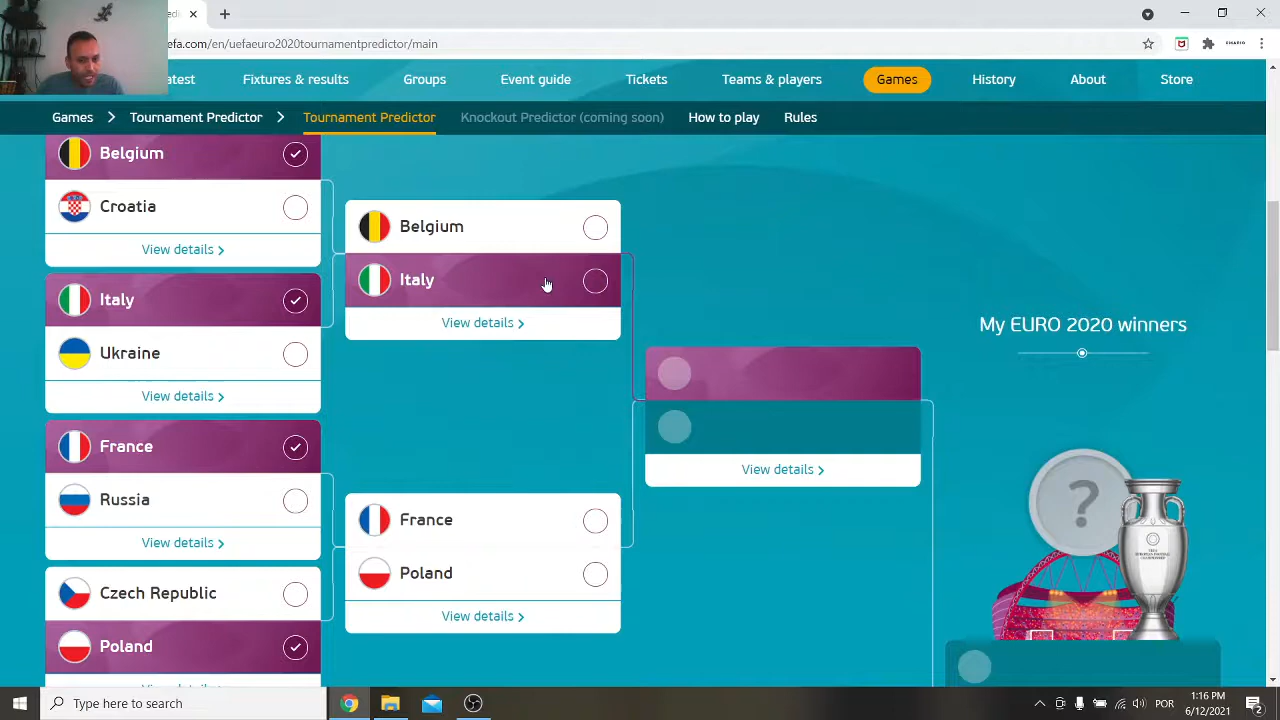 efa.com/en/uefaeuro2020tournamentpredictor/main
atest Fixtures & results Groups Event guide Tickets Teams & players Games History About Store
Games Tournament Predictor Tournament Predictor Knockout Predictor (coming soon) How to play Rules
Belgium
Croatia
View details
Italy
Ukraine
View details
France
Russia
View details
Czech Republic
Poland
Belgium
Italy
View details
France
Poland
View details
View details
My EURO 2020 winners
?
Type here to search
POR
1:16 PM
6/12/2021
2